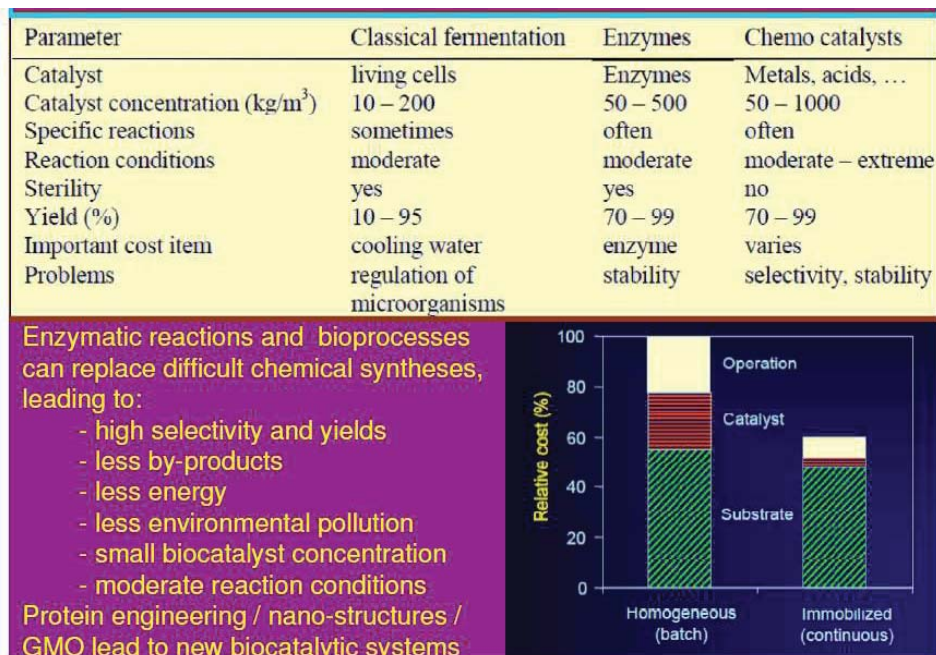 Parameter Classical fermentation Enzymes Chemo catalysts
Catalyst living cells Enzymes Metals, acids, …
Catalyst concentration (kg/m³) 10 – 200 50 – 500 50 – 1000
Specific reactions sometimes often often
Reaction conditions moderate moderate moderate – extreme
Sterility yes yes no
Yield (%) 10 – 95 70 – 99 70 – 99
Important cost item cooling water enzyme varies
Problems regulation of stability selectivity, stability
microorganisms
Enzymatic reactions and bioprocesses
can replace difficult chemical syntheses,
leading to:
- high selectivity and yields
- less by-products
- less energy
- less environmental pollution
- small biocatalyst concentration
- moderate reaction conditions
Protein engineering / nano-structures /
GMO lead to new biocatalytic systems
Relative cost (%)
100
80
60
40
20
0
Operation
Catalyst
Substrate
Homogeneous
(batch)
Immobilized
(continuous)